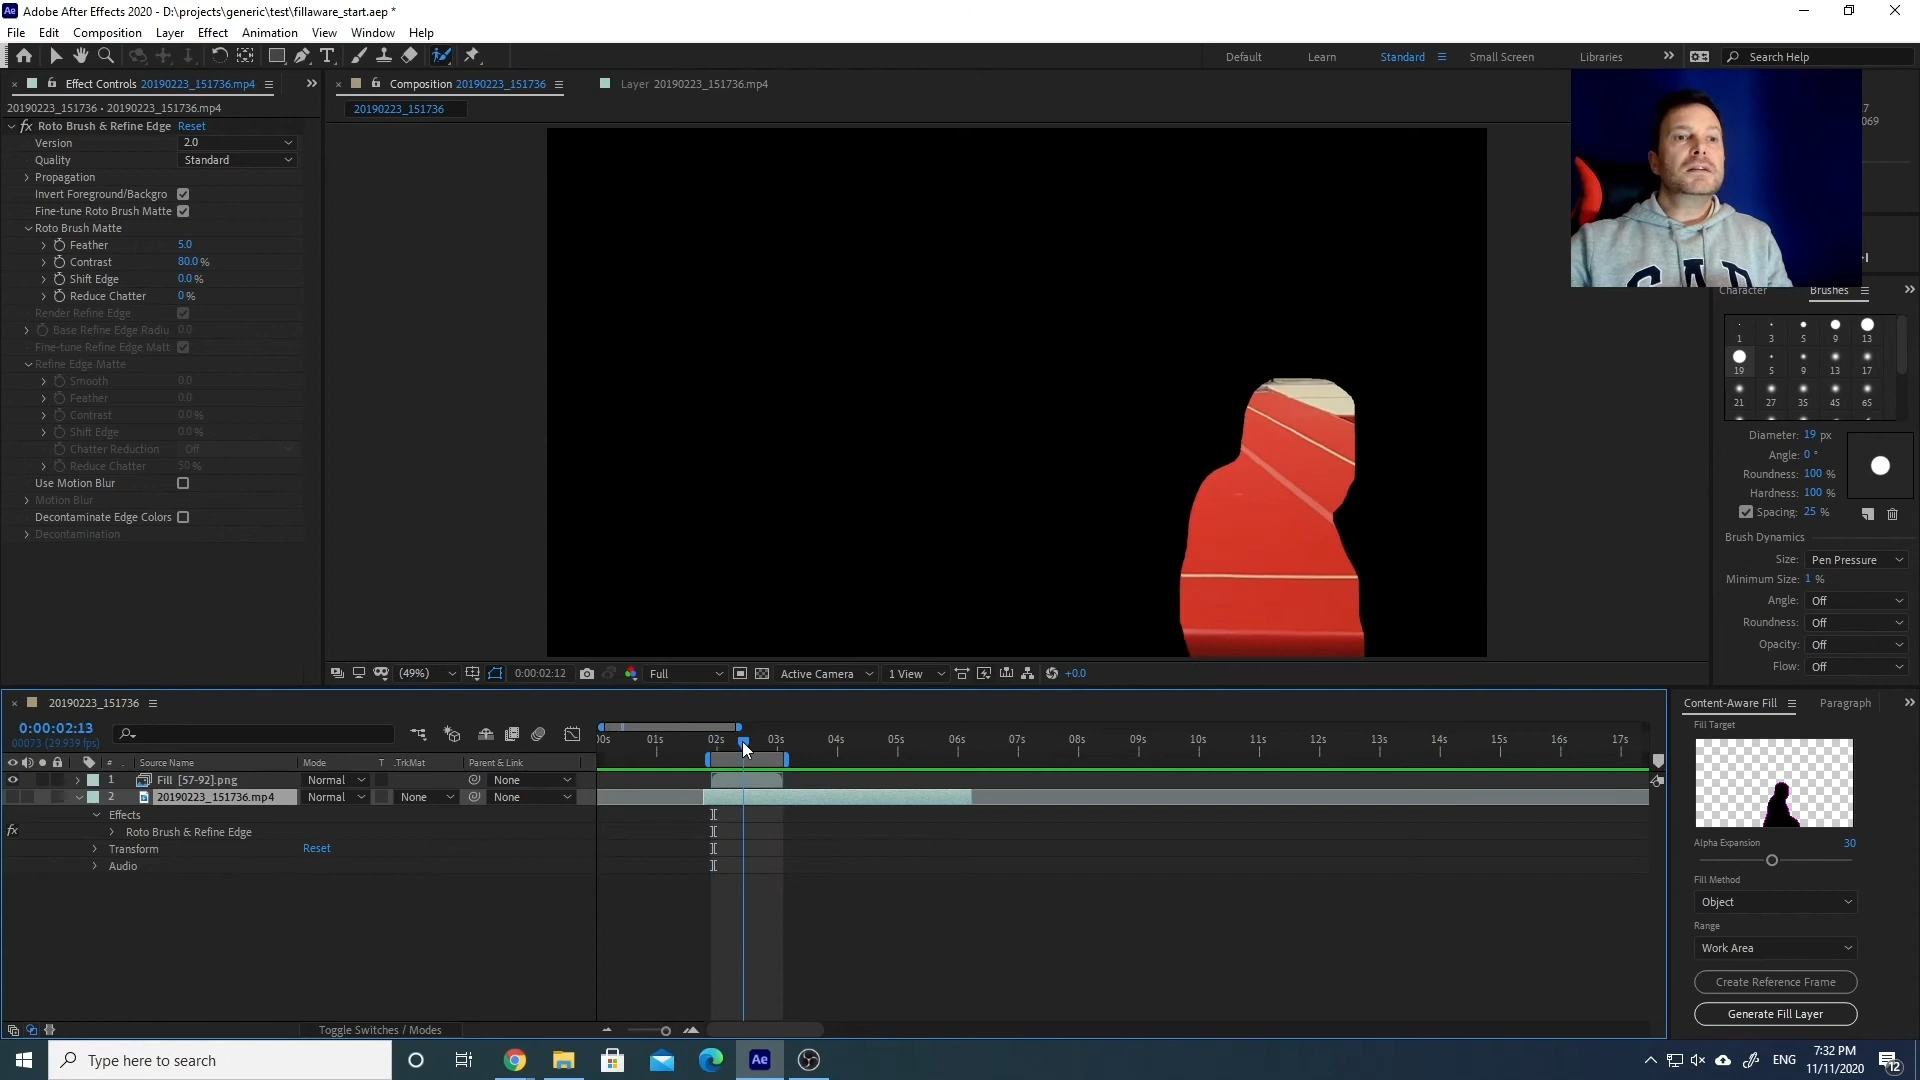 Adobe After Effects 2020 - D:\projects\generic\test\fillaware_start.aep *
File Edit Composition Layer Effect Animation View Window Help
Default Learn Standard Small Screen Libraries Search Help
Effect Controls 20190223_151736.mp4
Composition 20190223_151736
Layer 20190223_151736.mp4
20190223_151736 • 20190223_151736.mp4
20190223_151736
fx Roto Brush & Refine Edge Reset
Version 2.0
Quality Standard
Propagation
Invert Foreground/Backgro
Fine-tune Roto Brush Matte
Roto Brush Matte
Feather 5.0
Contrast 80.0 %
Shift Edge 0.0 %
Reduce Chatter 0 %
Render Refine Edge
Base Refine Edge Radiu 0.0
Fine-tune Refine Edge Matt
Refine Edge Matte
Smooth 0.0
Feather 0.0
Contrast 0.0 %
Shift Edge 0.0 %
Chatter Reduction Off
Reduce Chatter 50 %
Use Motion Blur
Motion Blur
Decontaminate Edge Colors
Decontamination
7
069
GAP
Character Brushes
1 3 5 9 13
19 5 9 13 17
21 27 35 45 65
Diameter: 19 px
Angle: 0 °
Roundness: 100 %
Hardness: 100 %
Spacing: 25 %
Brush Dynamics
Size: Pen Pressure
Minimum Size: 1 %
Angle: Off
Roundness: Off
Opacity: Off
Flow: Off
(49%) 0:00:02:12 Full Active Camera 1 View +0.0
20190223_151736
0:00:02:13
00073 (29.939 fps)
:00s 01s 02s 03s 04s 05s 06s 07s 08s 09s 10s 11s 12s 13s 14s 15s 16s 17s
# Source Name Mode T .TrkMat Parent & Link
1 Fill [57-92].png Normal None
2 20190223_151736.mp4 Normal None None
Effects
fx Roto Brush & Refine Edge
Transform Reset
Audio
Toggle Switches / Modes
Content-Aware Fill Paragraph
Fill Target
Alpha Expansion 30
Fill Method
Object
Range
Work Area
Create Reference Frame
Generate Fill Layer
Type here to search
Ae
ENG
7:32 PM
11/11/2020
12